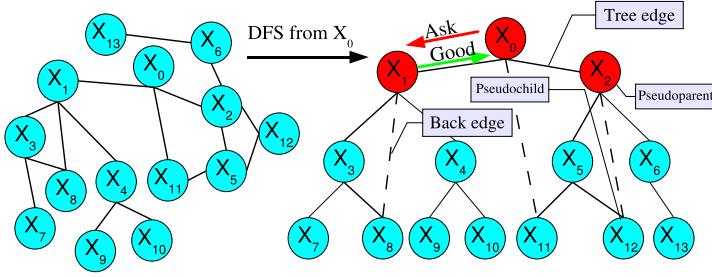 X13
X6
DFS from X0
X0
X1
X2
X3
X12
X4
X11
X5
X8
X7
X9
X10
Ask
Good
X0
Tree edge
X1
X2
Pseudochild
Pseudoparent
Back edge
X3
X4
X5
X6
X7
X8
X9
X10
X11
X12
X13